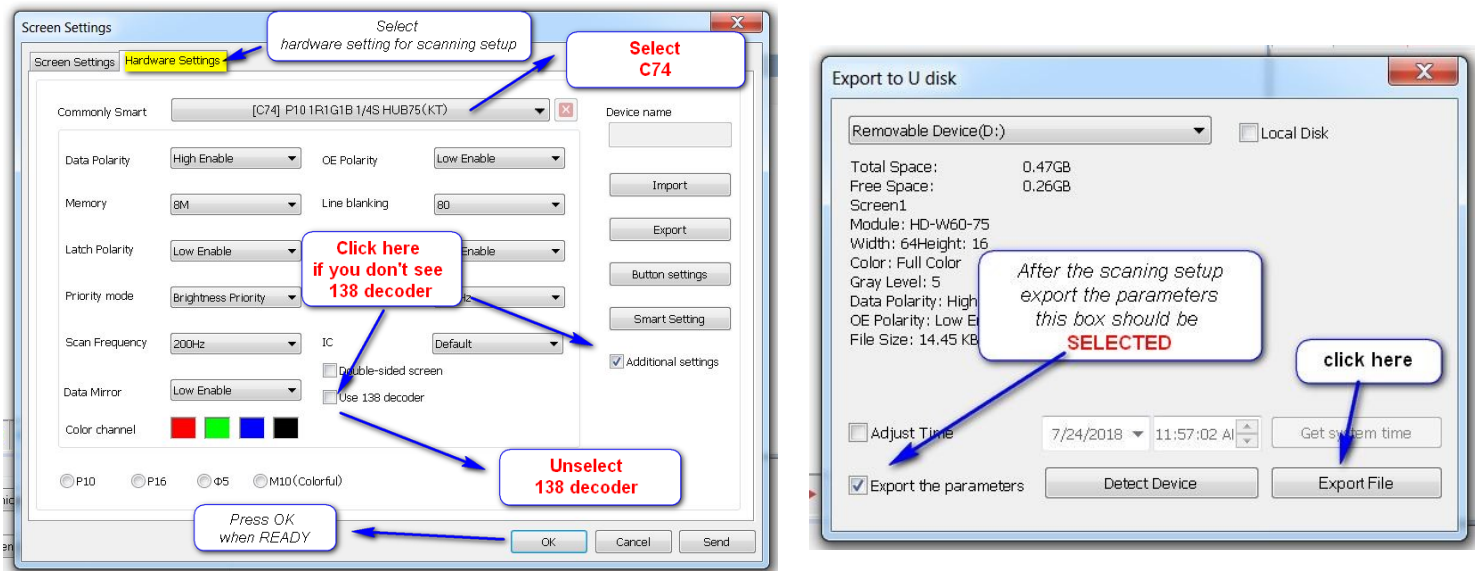 Screen Settings
Select
hardware setting for scanning setup
Select
C74
Screen Settings
Hardware Settings
Commonly Smart
[C74] P10 1R1G1B 1/4S HUB75(KT)
Device name
Data Polarity
High Enable
OE Polarity
Low Enable
Import
Memory
8M
Line blanking
80
Export
Latch Polarity
Low Enable
Click here
if you don't see
138 decoder
Enable
Button settings
Priority mode
Brightness Priority
Hz
Smart Setting
Scan Frequency
200Hz
IC
Default
Additional settings
Double-sided screen
Data Mirror
Low Enable
Use 138 decoder
Color channel
Unselect
138 decoder
P10
P16
Φ5
M10(Colorful)
Press OK
when READY
OK
Cancel
Send
Export to U disk
Removable Device(D:)
Local Disk
Total Space: 0.47GB
Free Space: 0.26GB
Screen1
Module: HD-W60-75
Width: 64Height: 16
Color: Full Color
Gray Level: 5
Data Polarity: High
OE Polarity: Low E
File Size: 14.45 KB
After the scaning setup
export the parameters
this box should be
SELECTED
click here
Adjust Time
7/24/2018
11:57:02 A
Get system time
Export the parameters
Detect Device
Export File